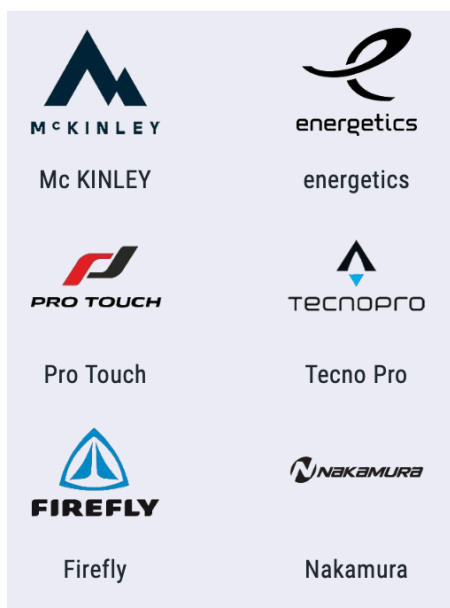 McKINLEY
energetics
Mc KINLEY
energetics
PRO TOUCH
TECNOPRO
Pro Touch
Tecno Pro
FIREFLY
NAKAMURA
Firefly
Nakamura